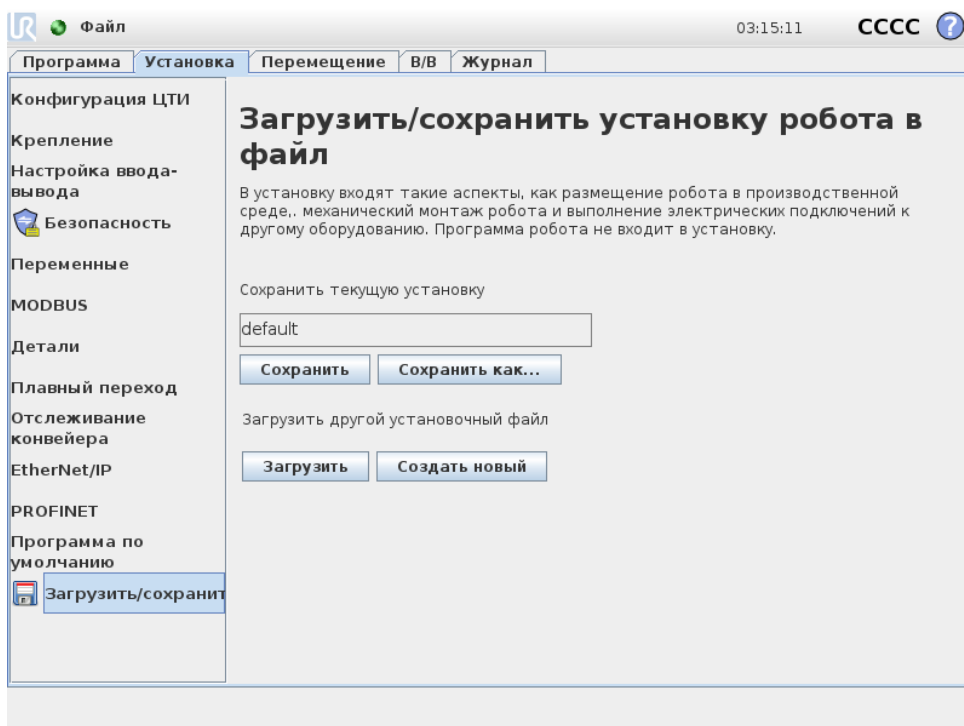 UR Файл 03:15:11 CCCC ?
Программа Установка Перемещение В/В Журнал
Конфигурация ЦТИ
Крепление
Настройка ввода-
вывода
Безопасность
Переменные
MODBUS
Детали
Плавный переход
Отслеживание
конвейера
EtherNet/IP
PROFINET
Программа по
умолчанию
Загрузить/сохранит
Загрузить/сохранить установку робота в
файл
В установку входят такие аспекты, как размещение робота в производственной
среде,. механический монтаж робота и выполнение электрических подключений к
другому оборудованию. Программа робота не входит в установку.
Сохранить текущую установку
default
Сохранить Сохранить как...
Загрузить другой установочный файл
Загрузить Создать новый